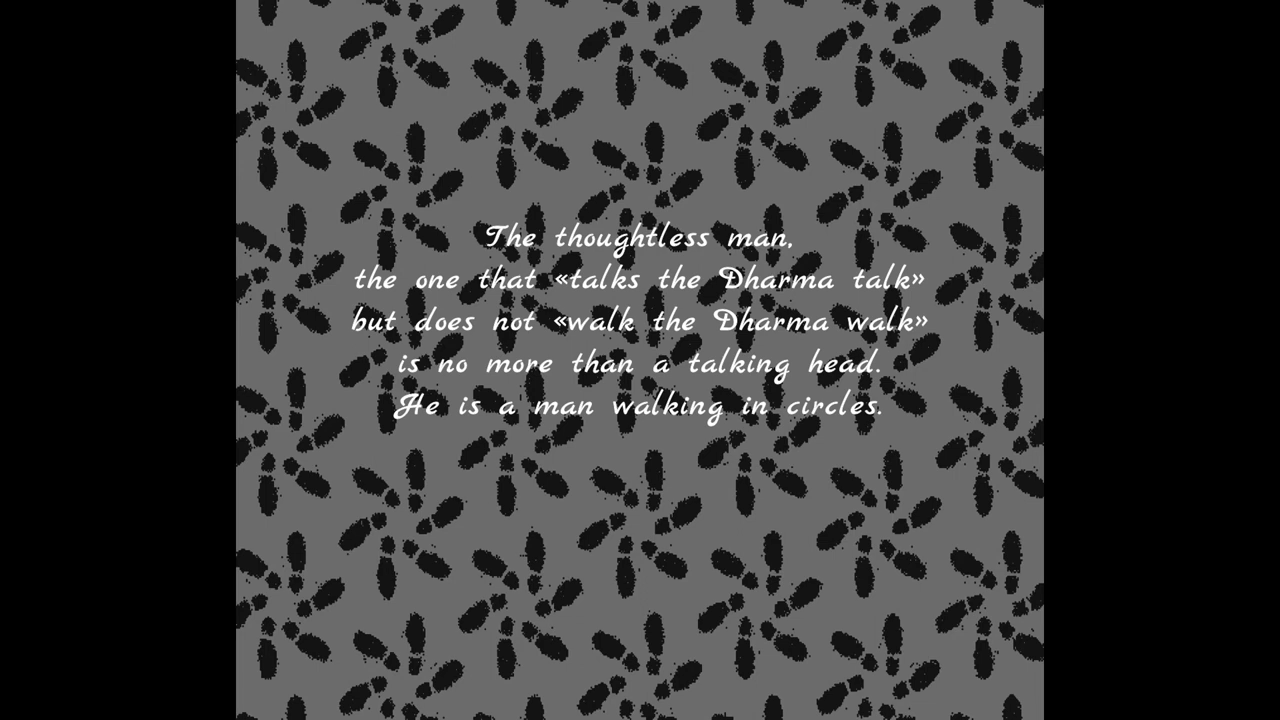 The thoughtless man,
the one that «talks the Dharma talk»
but does not «walk the Dharma walk»
is no more than a talking head.
He is a man walking in circles.